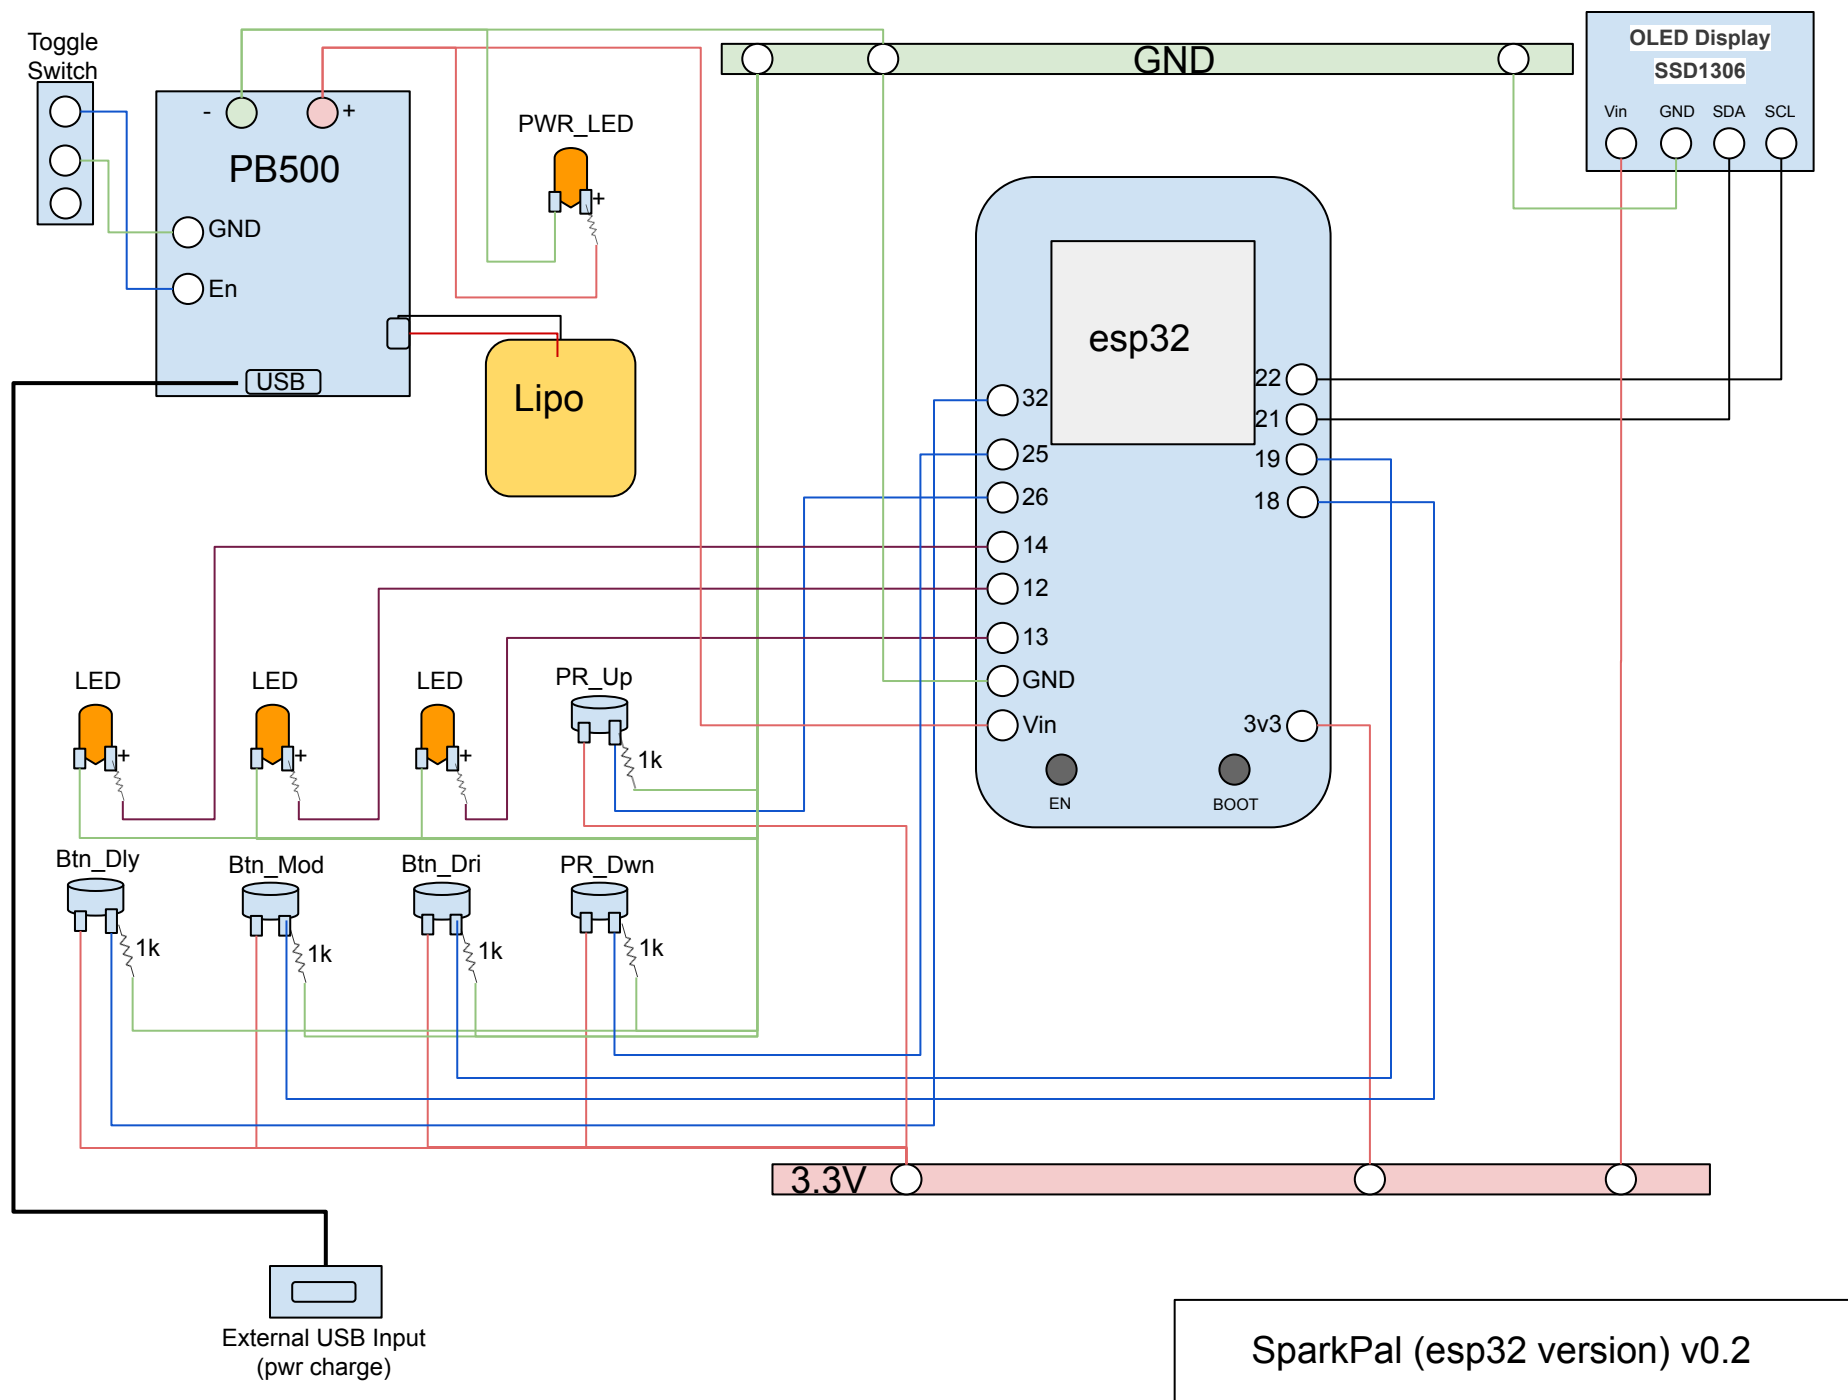 Toggle
Switch
-
+
PB500
GND
En
USB
PWR_LED
+
Lipo
GND
OLED Display
SSD1306
Vin GND SDA SCL
esp32
32
25
26
14
12
13
GND
Vin
22
21
19
18
3v3
EN
BOOT
LED
+
LED
+
LED
+
PR_Up
1k
Btn_Dly
1k
Btn_Mod
1k
Btn_Dri
1k
PR_Dwn
1k
3.3V
External USB Input
(pwr charge)
SparkPal (esp32 version) v0.2